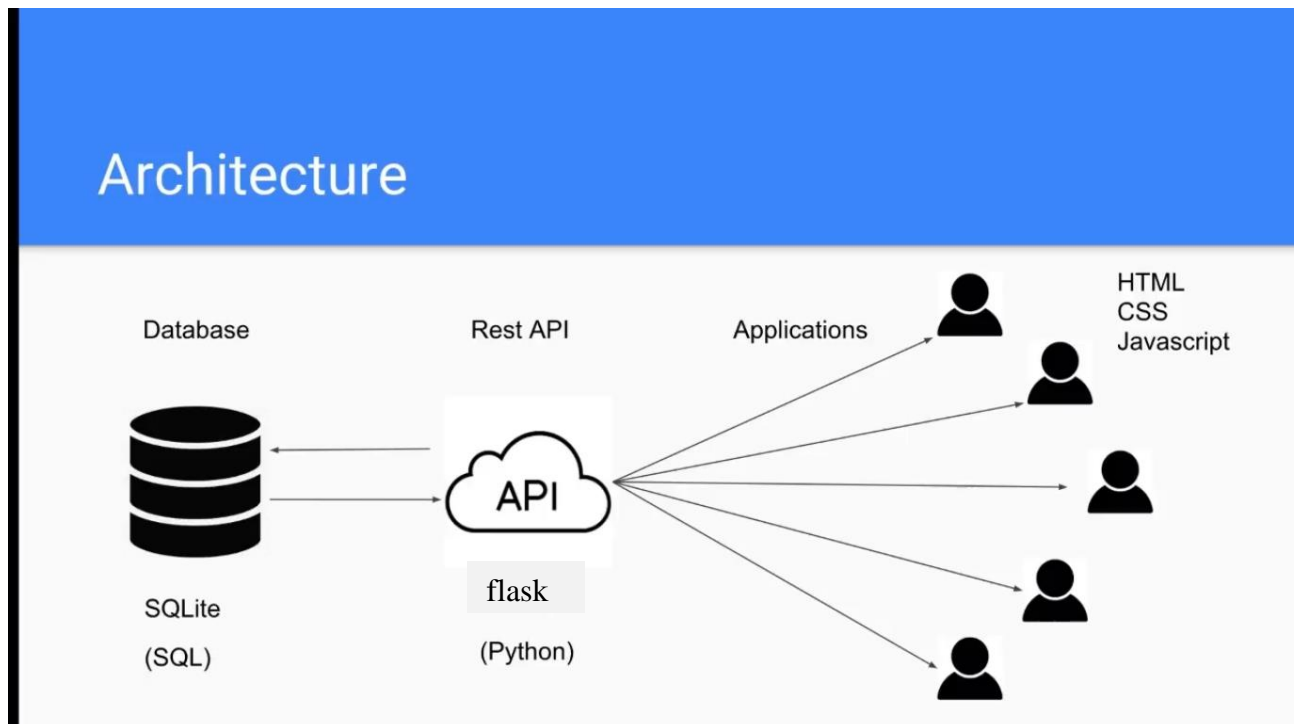 Architecture
Database
Rest API
Applications
HTML
CSS
Javascript
API
flask
SQLite
(SQL)
(Python)